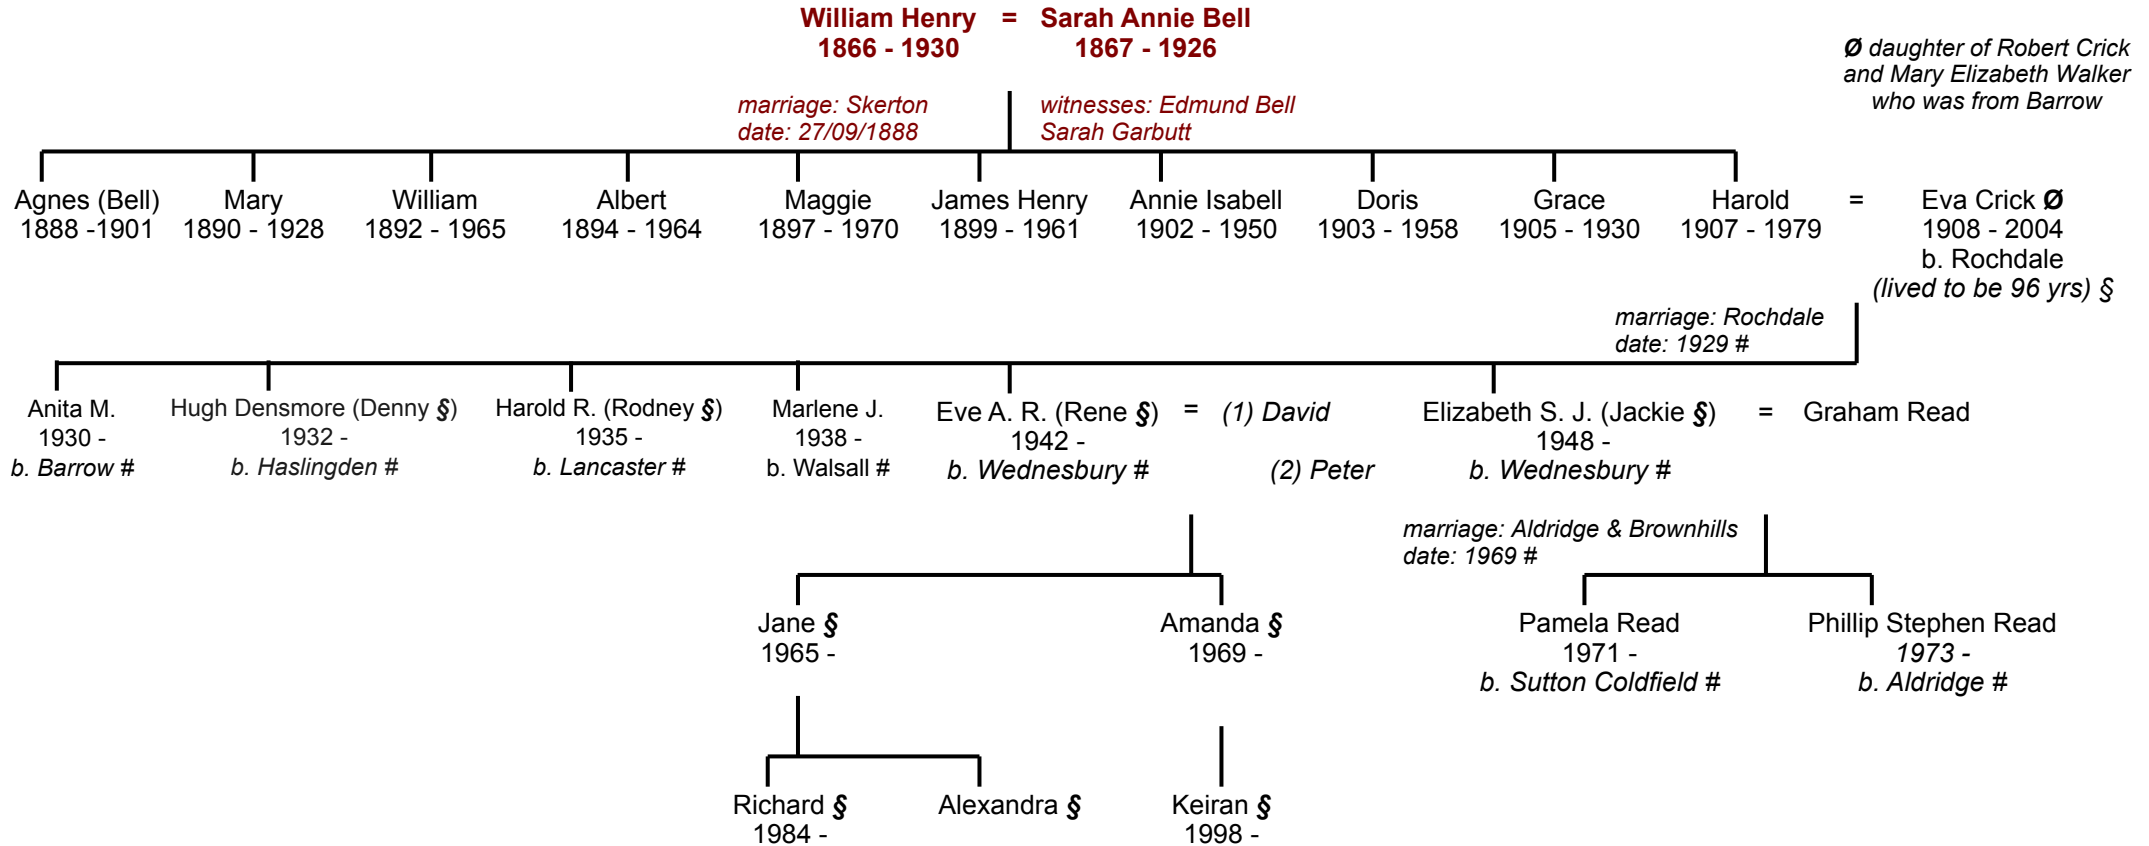 William Henry = Sarah Annie Bell
1866 - 1930 1867 - 1926
Ø daughter of Robert Crick
and Mary Elizabeth Walker
who was from Barrow
marriage: Skerton
date: 27/09/1888
witnesses: Edmund Bell
Sarah Garbutt
Agnes (Bell) Mary William Albert Maggie James Henry Annie Isabell Doris Grace Harold = Eva Crick Ø
1888 -1901 1890 - 1928 1892 - 1965 1894 - 1964 1897 - 1970 1899 - 1961 1902 - 1950 1903 - 1958 1905 - 1930 1907 - 1979 1908 - 2004
b. Rochdale
(lived to be 96 yrs) §
marriage: Rochdale
date: 1929 #
Anita M. Hugh Densmore (Denny §) Harold R. (Rodney §) Marlene J. Eve A. R. (Rene §) = (1) David Elizabeth S. J. (Jackie §) = Graham Read
1930 - 1932 - 1935 - 1938 - 1942 - 1948 -
b. Barrow # b. Haslingden # b. Lancaster # b. Walsall # b. Wednesbury # (2) Peter b. Wednesbury #
marriage: Aldridge & Brownhills
date: 1969 #
Jane § Amanda § Pamela Read Phillip Stephen Read
1965 - 1969 - 1971 - 1973 -
b. Sutton Coldfield # b. Aldridge #
Richard § Alexandra § Keiran §
1984 - 1998 -